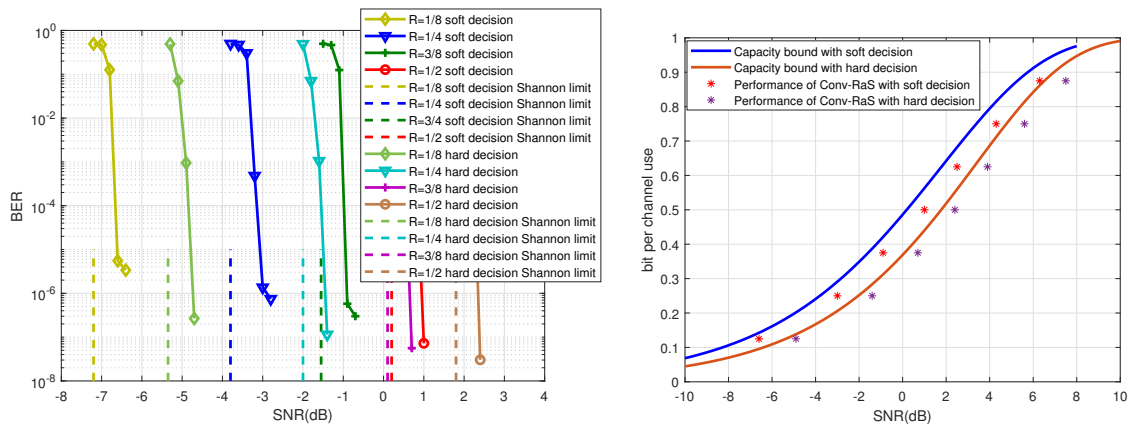 10^0
10^-2
10^-4
10^-6
10^-8
BER
-8 -7 -6 -5 -4 -3 -2 -1 0 1 2 3 4
SNR(dB)
R=1/8 soft decision
R=1/4 soft decision
R=3/8 soft decision
R=1/2 soft decision
R=1/8 soft decision Shannon limit
R=1/4 soft decision Shannon limit
R=3/4 soft decision Shannon limit
R=1/2 soft decision Shannon limit
R=1/8 hard decision
R=1/4 hard decision
R=3/8 hard decision
R=1/2 hard decision
R=1/8 hard decision Shannon limit
R=1/4 hard decision Shannon limit
R=3/8 hard decision Shannon limit
R=1/2 hard decision Shannon limit
1
0.9
0.8
0.7
0.6
0.5
0.4
0.3
0.2
0.1
0
bit per channel use
-10 -8 -6 -4 -2 0 2 4 6 8 10
SNR(dB)
Capacity bound with soft decision
Capacity bound with hard decision
Performance of Conv-RaS with soft decision
Performance of Conv-RaS with hard decision